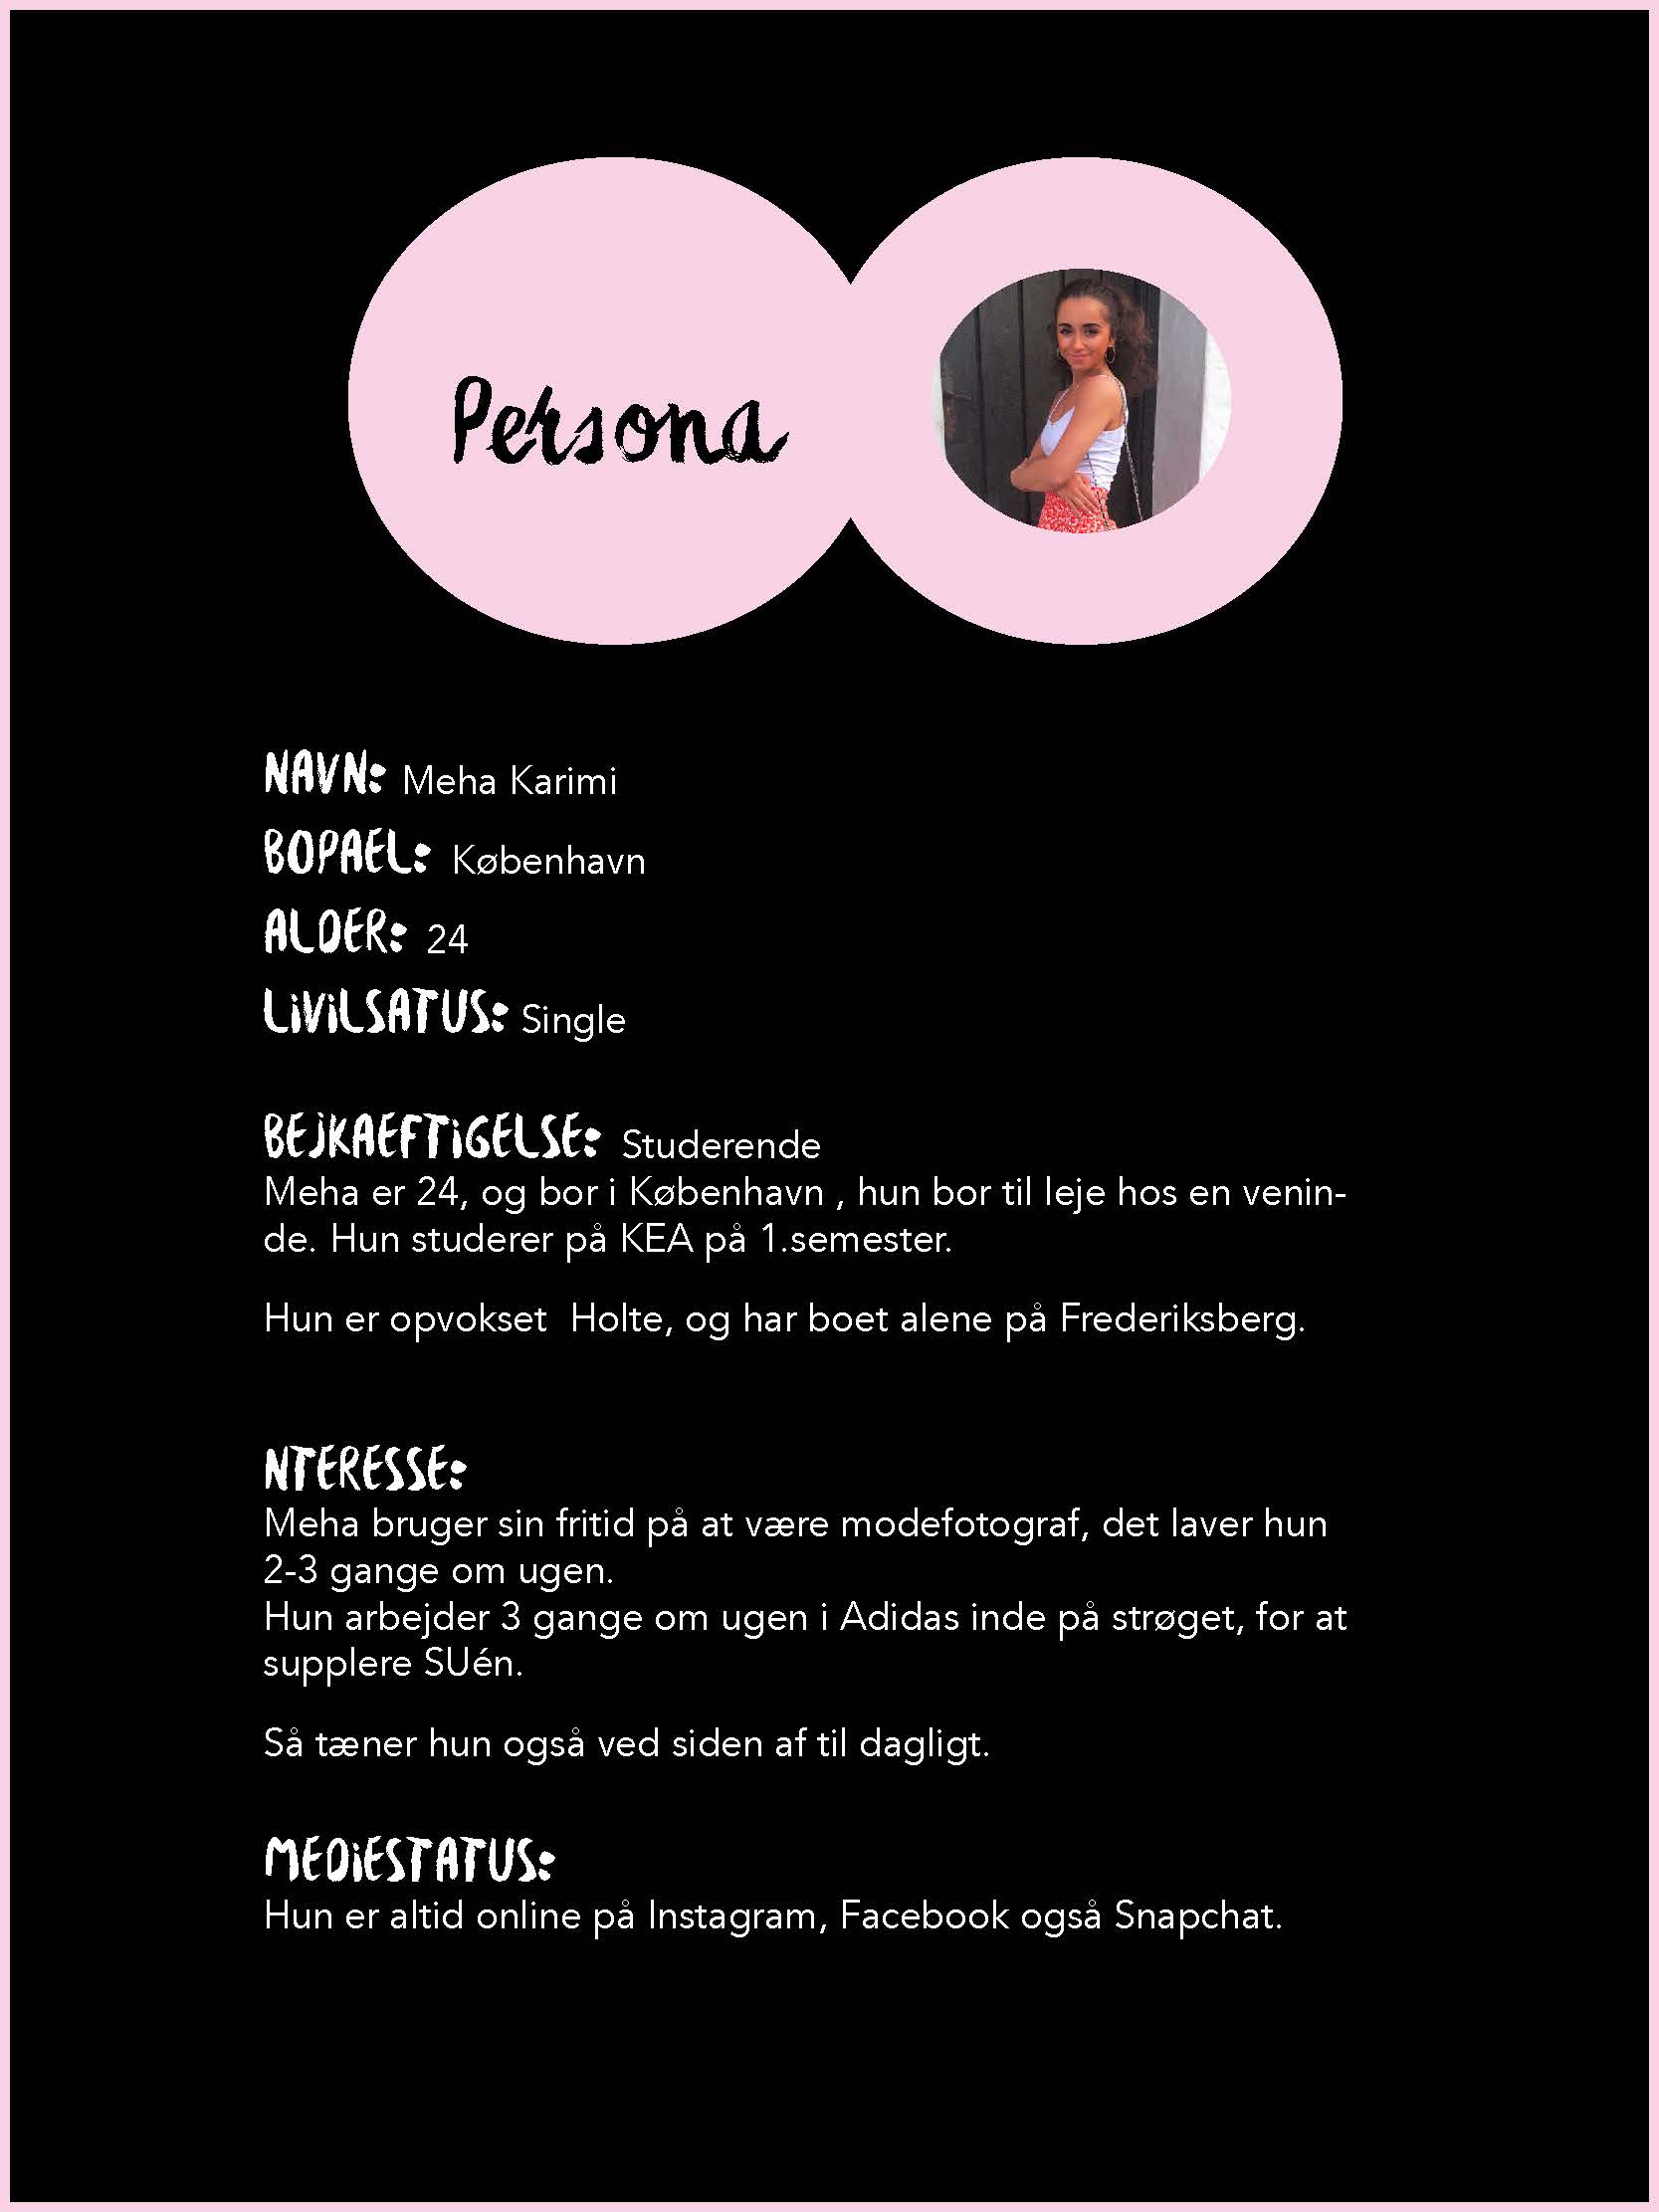 Persona
NAVN: Meha Karimi
BOPAEL: København
ALDER: 24
LIVILSATUS: Single
BEJKAEFTIGELSE: Studerende
Meha er 24, og bor i København , hun bor til leje hos en venin-
de. Hun studerer på KEA på 1.semester.
Hun er opvokset  Holte, og har boet alene på Frederiksberg.
NTERESSE:
Meha bruger sin fritid på at være modefotograf, det laver hun
2-3 gange om ugen.
Hun arbejder 3 gange om ugen i Adidas inde på strøget, for at
supplere SUén.
Så tæner hun også ved siden af til dagligt.
MEDIESTATUS:
Hun er altid online på Instagram, Facebook også Snapchat.